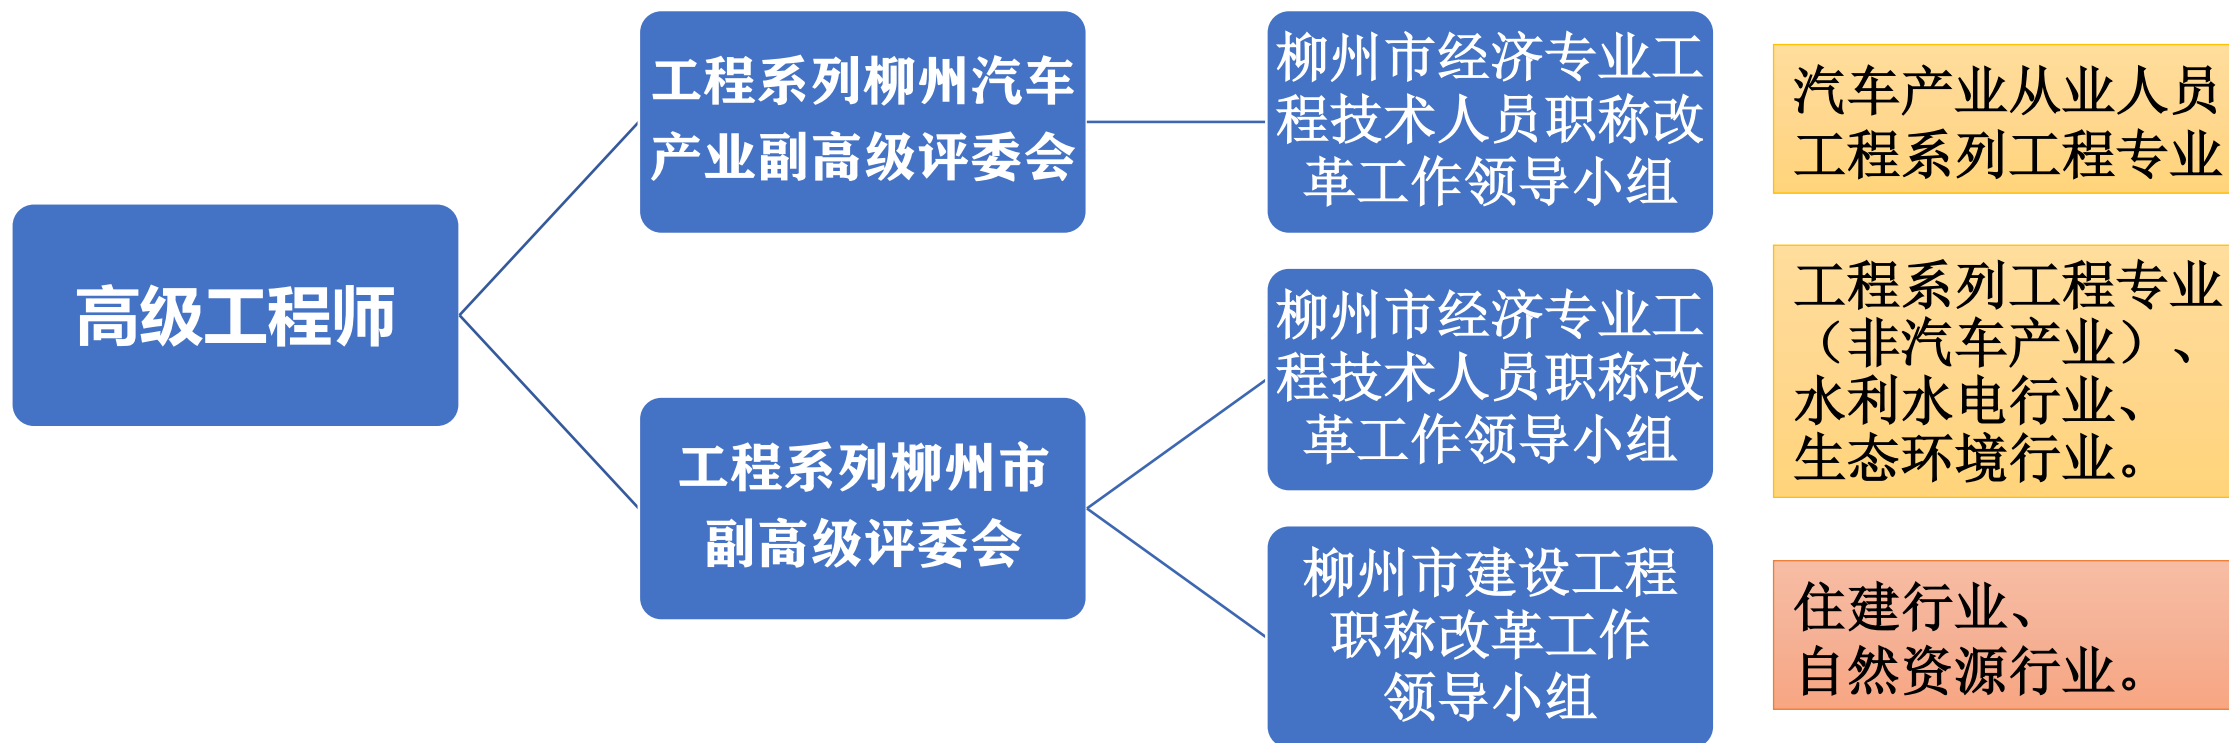 高级工程师
工程系列柳州汽车
产业副高级评委会
工程系列柳州市
副高级评委会
柳州市经济专业工
程技术人员职称改
革工作领导小组
柳州市经济专业工
程技术人员职称改
革工作领导小组
柳州市建设工程
职称改革工作
领导小组
汽车产业从业人员
工程系列工程专业
工程系列工程专业
（非汽车产业）、
水利水电行业、
生态环境行业。
住建行业、
自然资源行业。